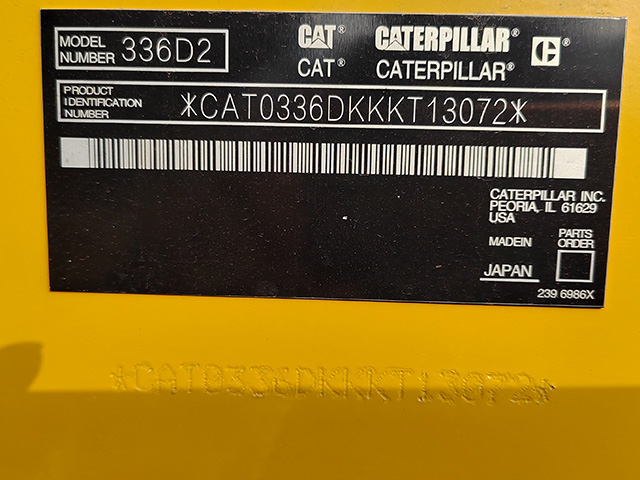 MODEL NUMBER 336D2
CAT® CATERPILLAR® C®
CAT® CATERPILLAR®
PRODUCT
IDENTIFICATION
NUMBER
*CAT0336DKKKT13072*
CATERPILLAR INC.
PEORIA, IL 61629
USA
MADEIN
PARTS
ORDER
JAPAN
239 6986X
*CAT0336DKKKT13072*